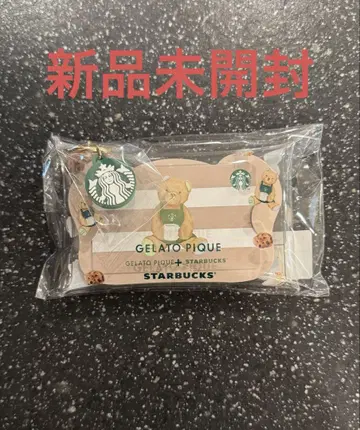 新品未開封
GELATO PIQUE
GELATO PIQUE + STARBUCKS
STARBUCKS